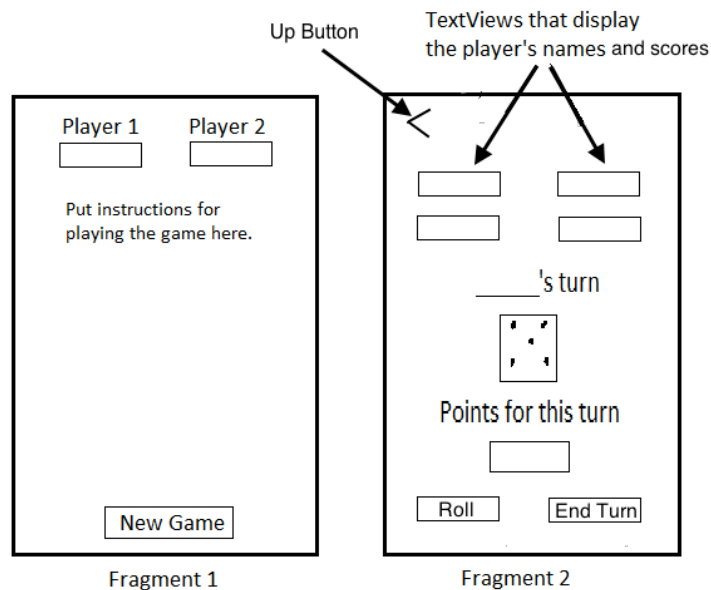 Up Button
TextViews that display
the player's names and scores
Player 1 Player 2
Put instructions for
playing the game here.
New Game
Fragment 1
_____'s turn
Points for this turn
Roll End Turn
Fragment 2